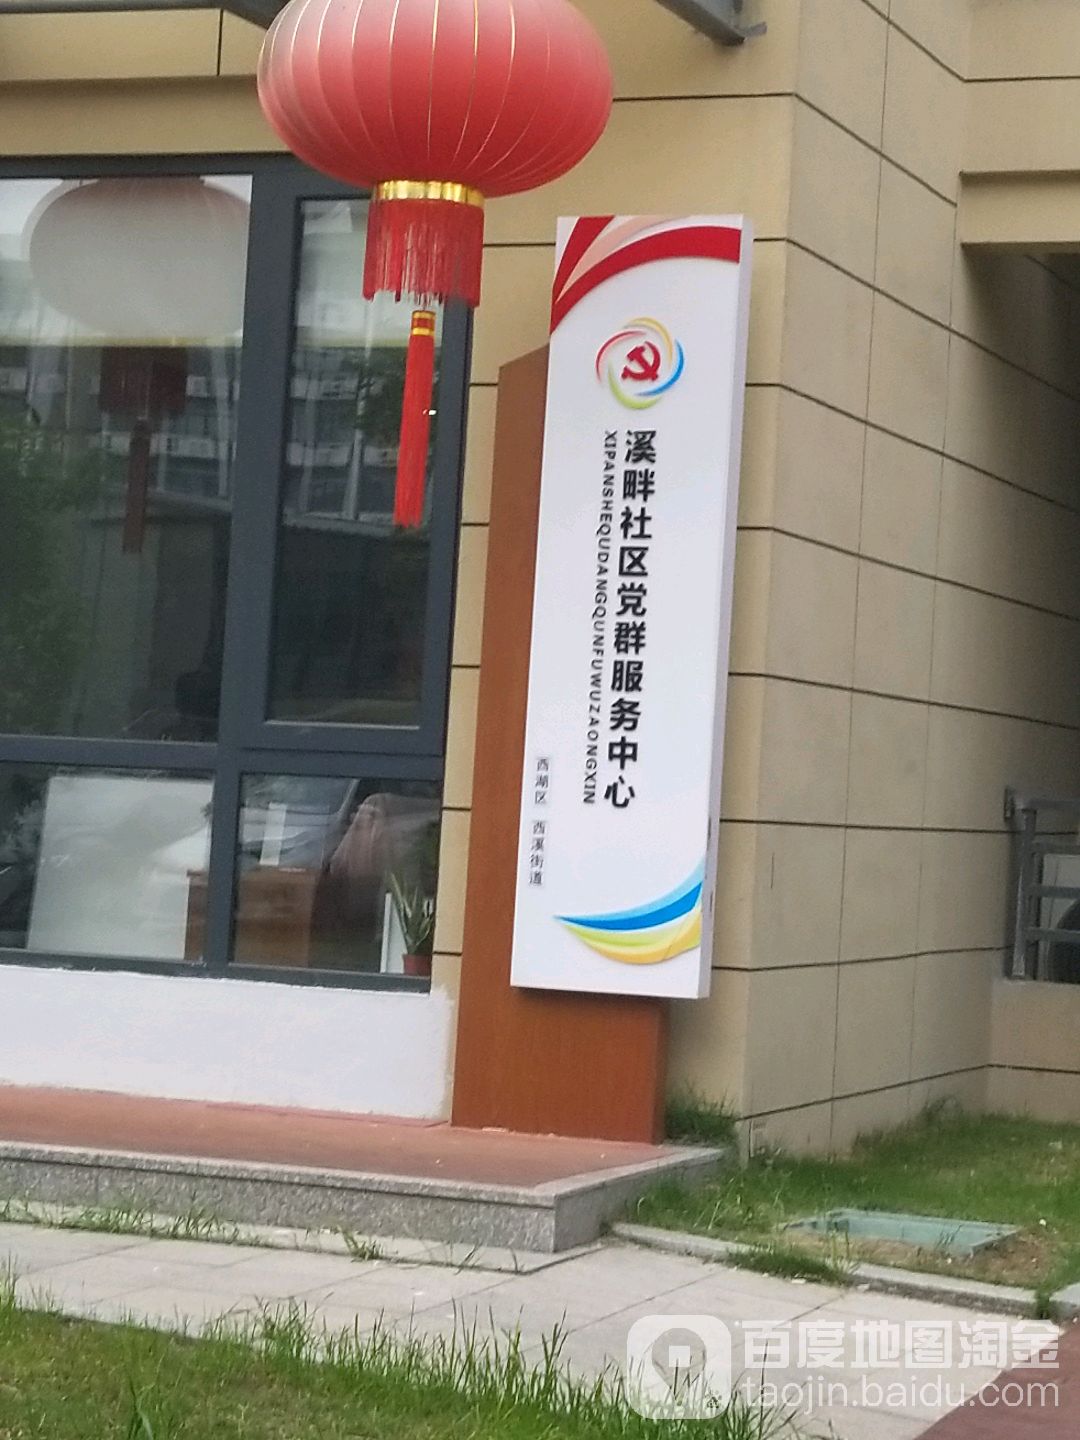 溪畔社区党群服务中心
XIPANSHEQUDANGQUNFUWUZAONGXIN
西湖区 西溪街道
百度地图淘金
taojin.baidu.com